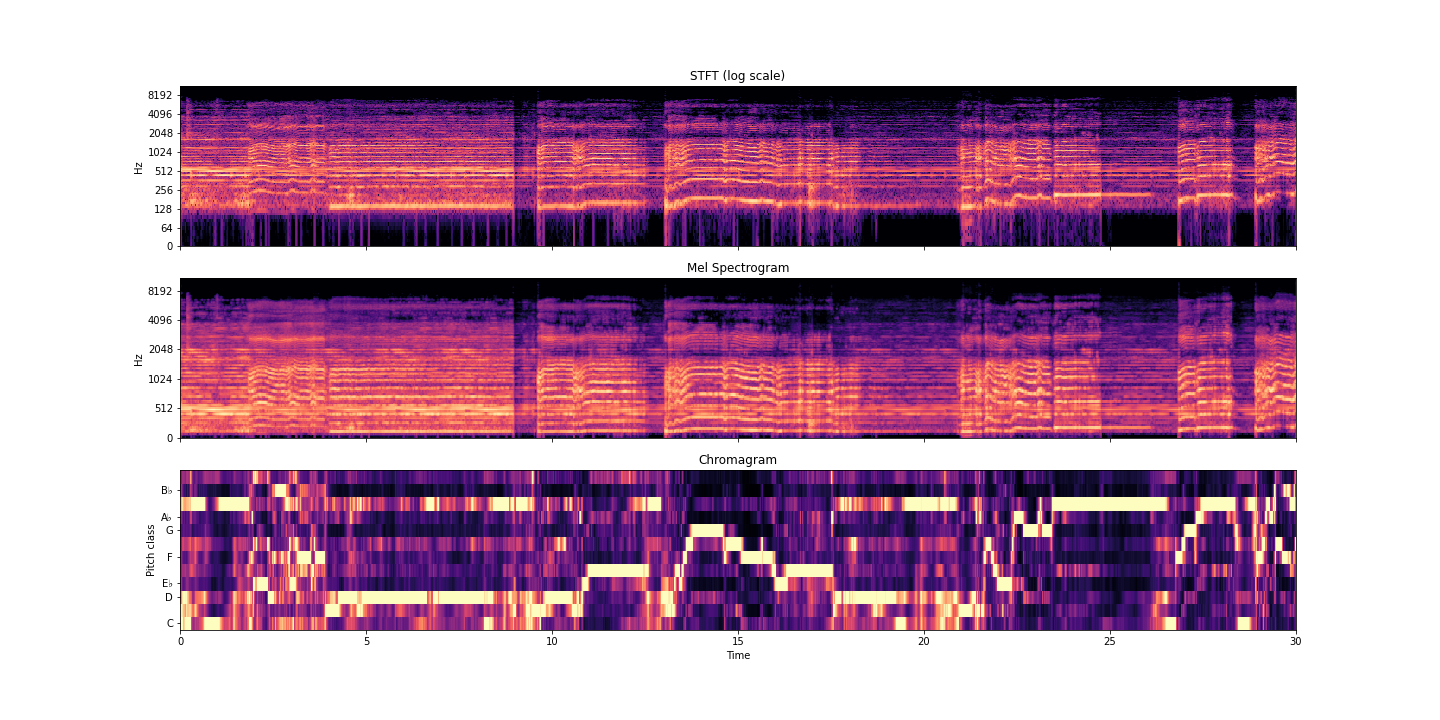 STFT (log scale)
8192
4096
2048
1024
512
256
128
64
0
Hz
Mel Spectrogram
8192
4096
2048
1024
512
0
Hz
Chromagram
B♭
A♭
G
F
E♭
D
C
Pitch class
0 5 10 15 20 25 30
Time